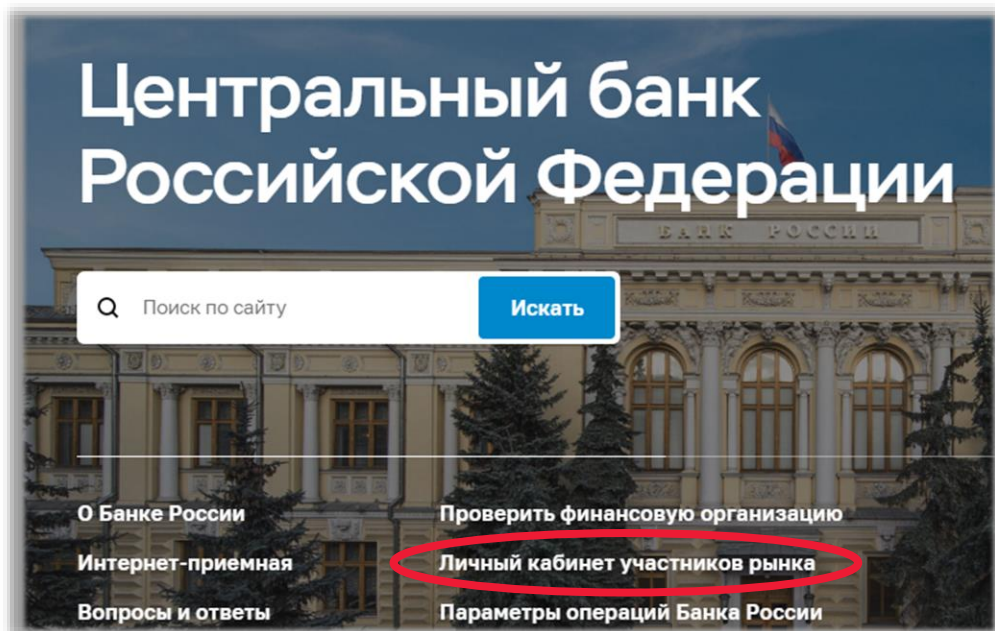 Центральный банк
Российской Федерации
БАНК РОССИИ
Поиск по сайту
Искать
О Банке России
Проверить финансовую организацию
Интернет-приемная
Личный кабинет участников рынка
Вопросы и ответы
Параметры операций Банка России